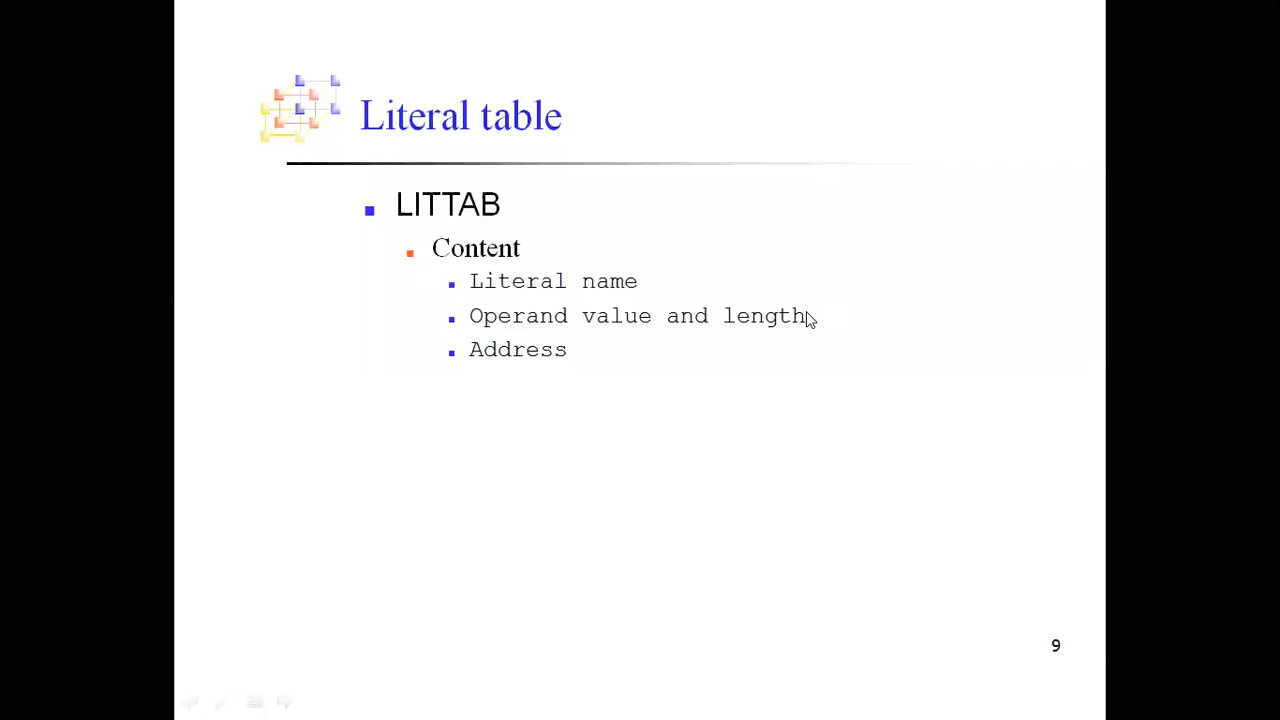 Literal table
LITTAB
Content
Literal name
Operand value and length
Address
9